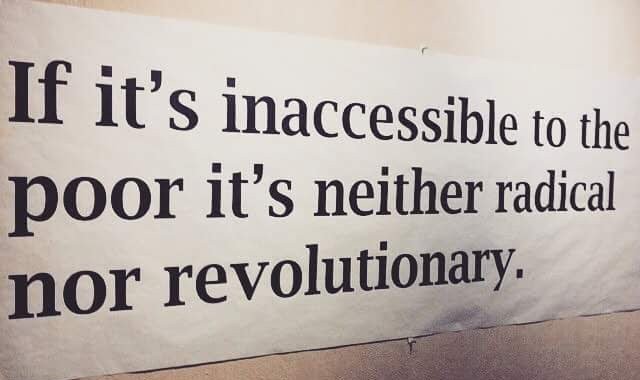 If it's inaccessible to the
poor it's neither radical
nor revolutionary.